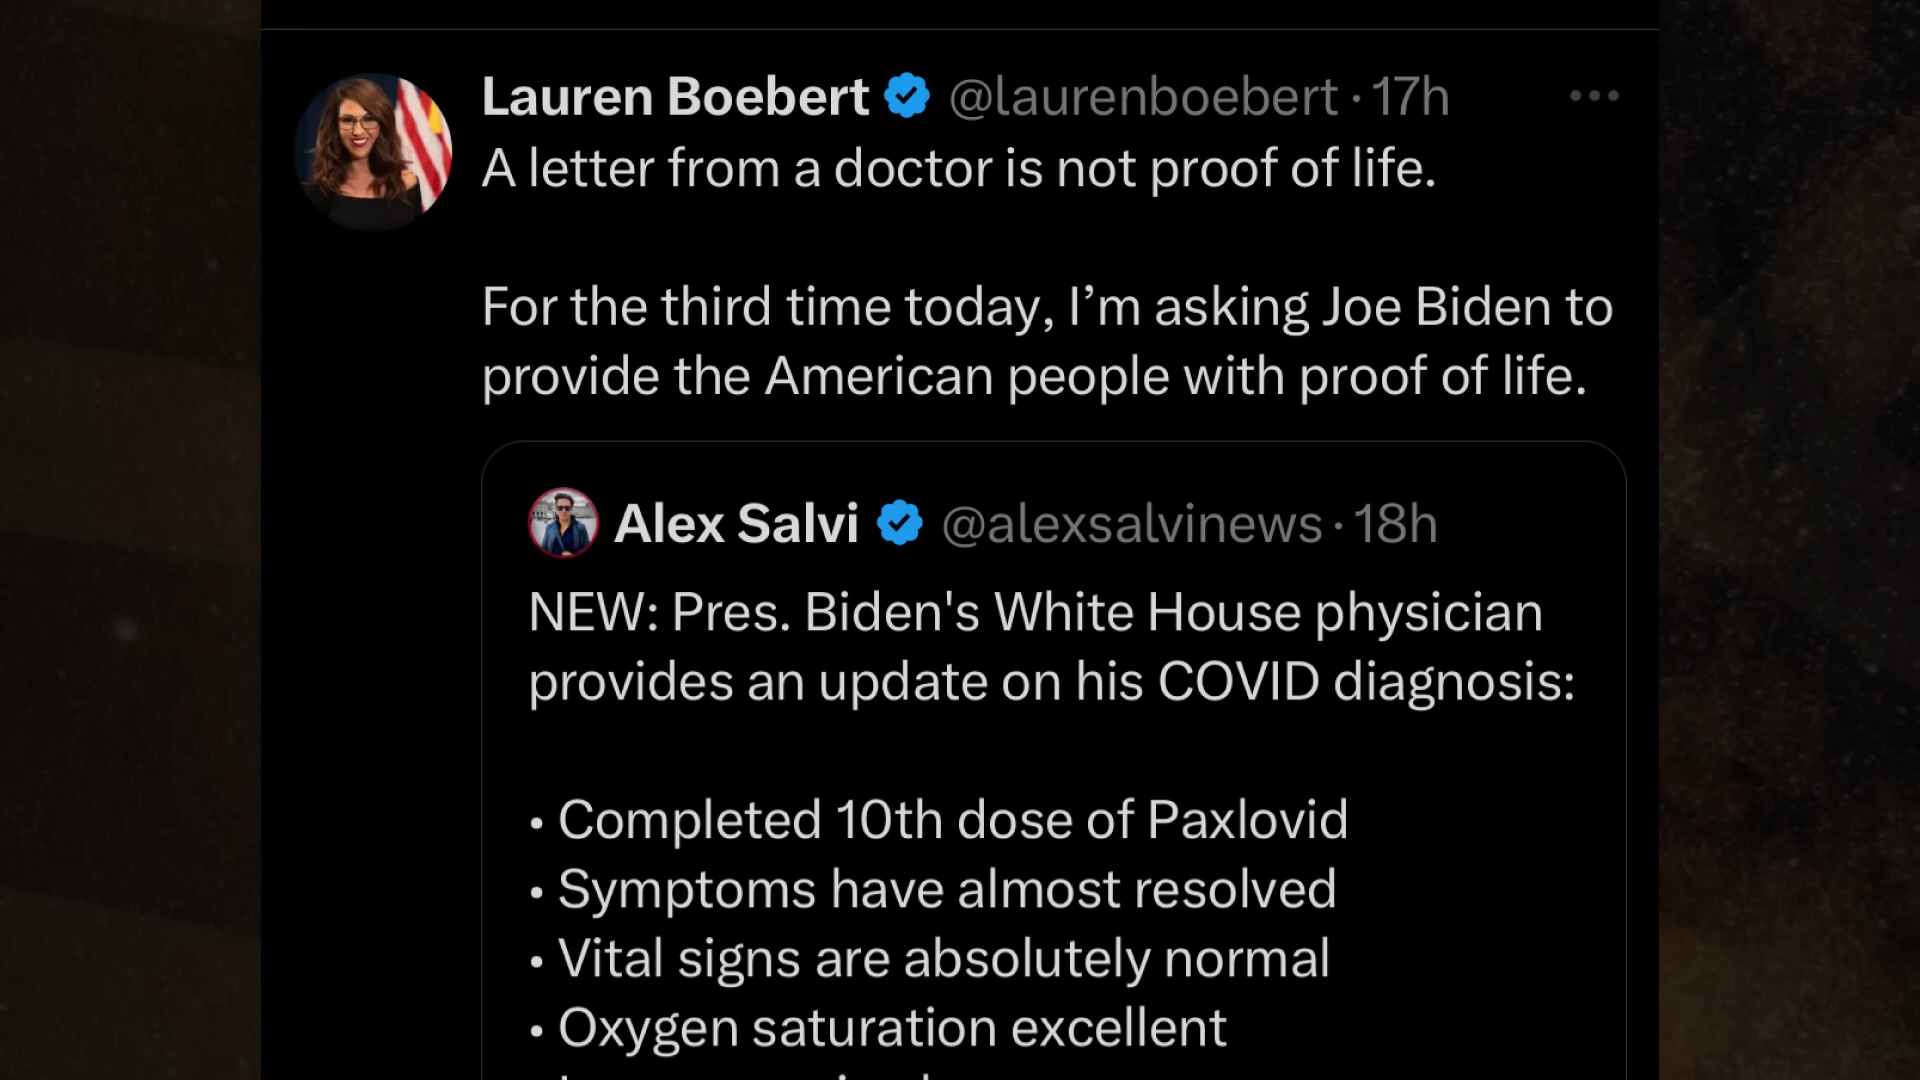 Lauren Boebert @laurenboebert · 17h
A letter from a doctor is not proof of life.
For the third time today, I’m asking Joe Biden to
provide the American people with proof of life.
Alex Salvi @alexsalvinews · 18h
NEW: Pres. Biden's White House physician
provides an update on his COVID diagnosis:
• Completed 10th dose of Paxlovid
• Symptoms have almost resolved
• Vital signs are absolutely normal
• Oxygen saturation excellent